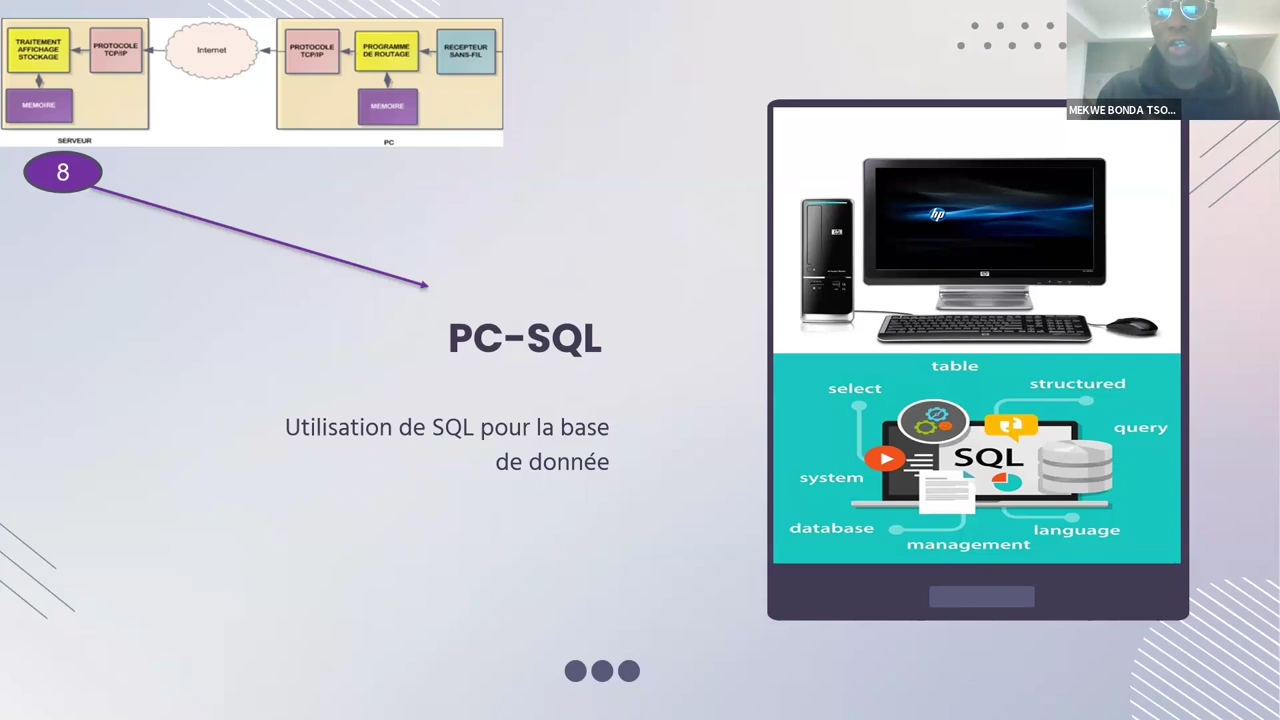 TRAITEMENT
AFFICHAGE
STOCKAGE
PROTOCOLE
TCP/IP
Internet
PROTOCOLE
TCP/IP
PROGRAMME
DE ROUTAGE
RECEPTEUR
SANS-FIL
MEMOIRE
MEMOIRE
SERVEUR
PC
MEKWE BONDA TSO...
8
PC-SQL
Utilisation de SQL pour la base
de donnée
hp
table
select
structured
query
SQL
system
database
language
management